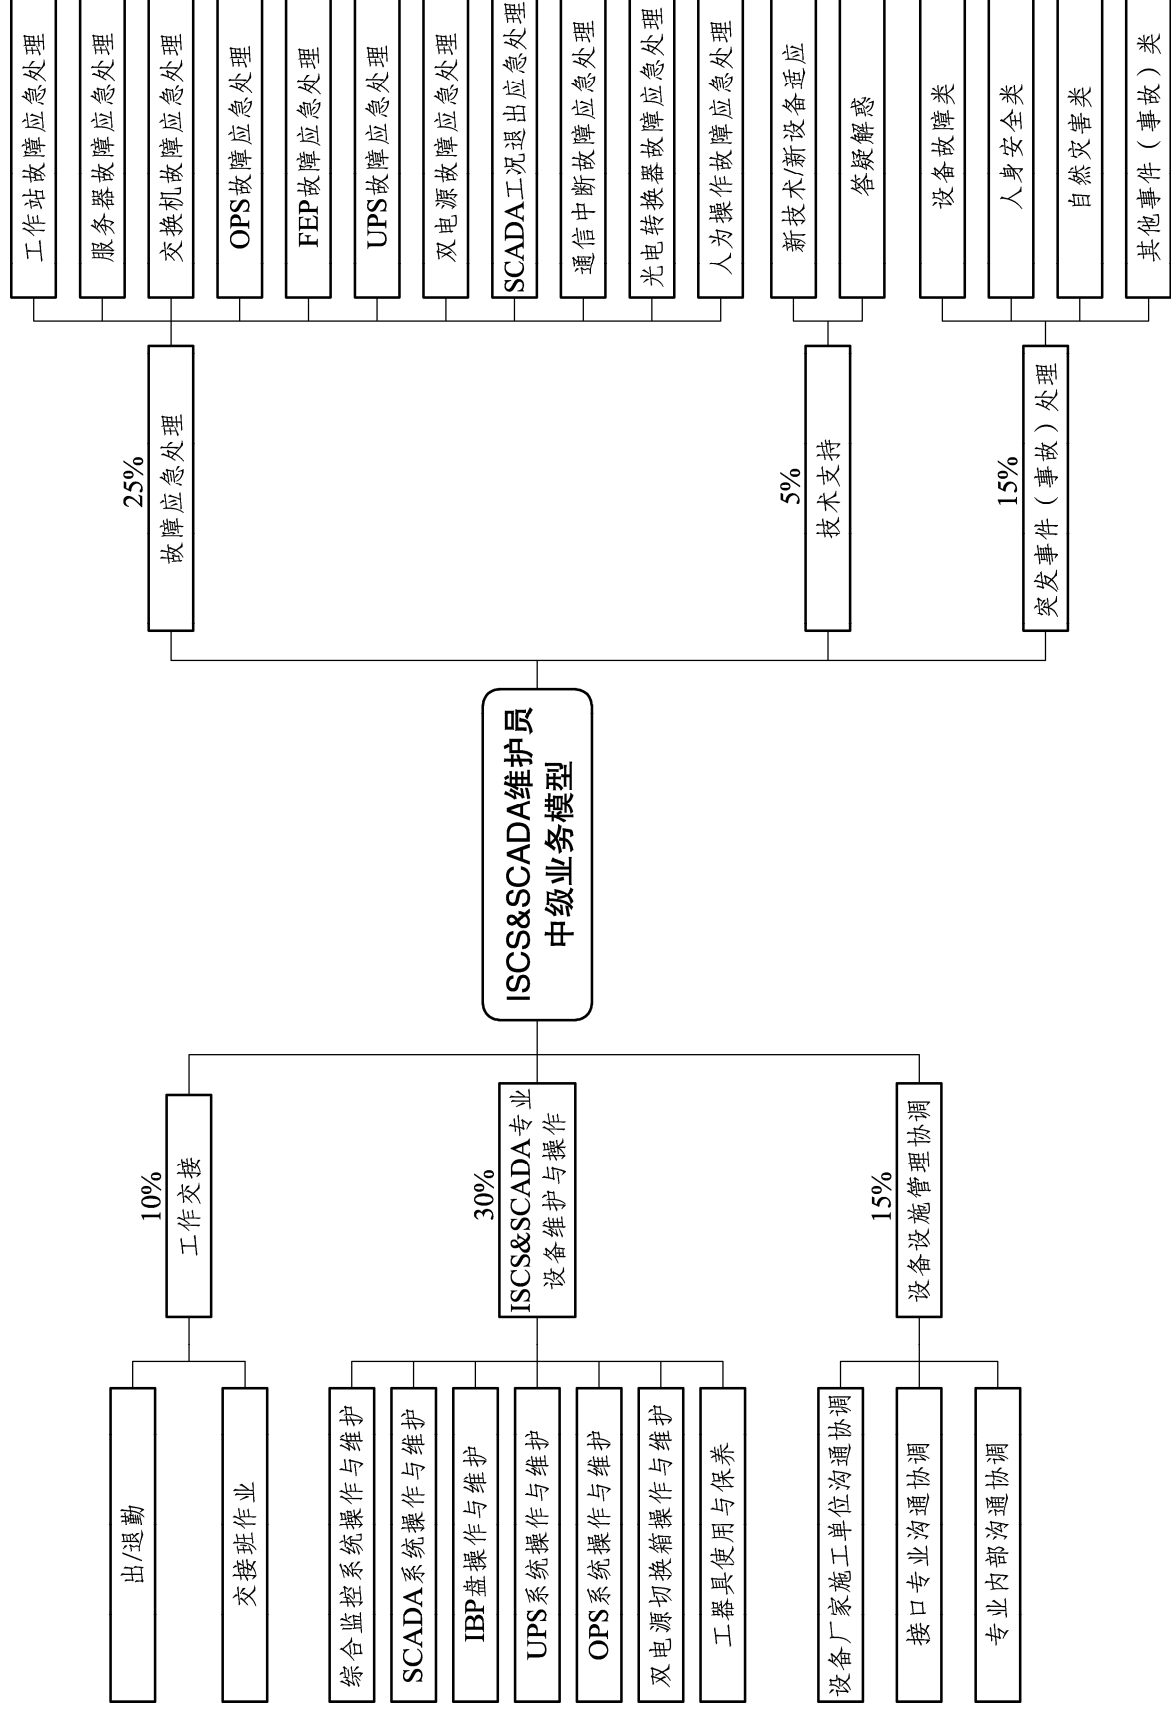 出/退勤
交接班作业
综合监控系统操作与维护
SCADA系统操作与维护
IBP盘操作与维护
UPS系统操作与维护
OPS系统操作与维护
双电源切换箱操作与维护
工器具使用与保养
设备厂家施工单位沟通协调
接口专业沟通协调
专业内部沟通协调
10%
工作交接
30%
ISCS&SCADA专业
设备维护与操作
15%
设备设施管理协调
ISCS&SCADA维护员
中级业务模型
25%
故障应急处理
5%
技术支持
15%
突发事件（事故）处理
工作站故障应急处理
服务器故障应急处理
交换机故障应急处理
OPS故障应急处理
FEP故障应急处理
UPS故障应急处理
双电源故障应急处理
SCADA工况退出应急处理
通信中断故障应急处理
光电转换器故障应急处理
人为操作故障应急处理
新技术/新设备适应
答疑解惑
设备故障类
人身安全类
自然灾害类
其他事件（事故）类